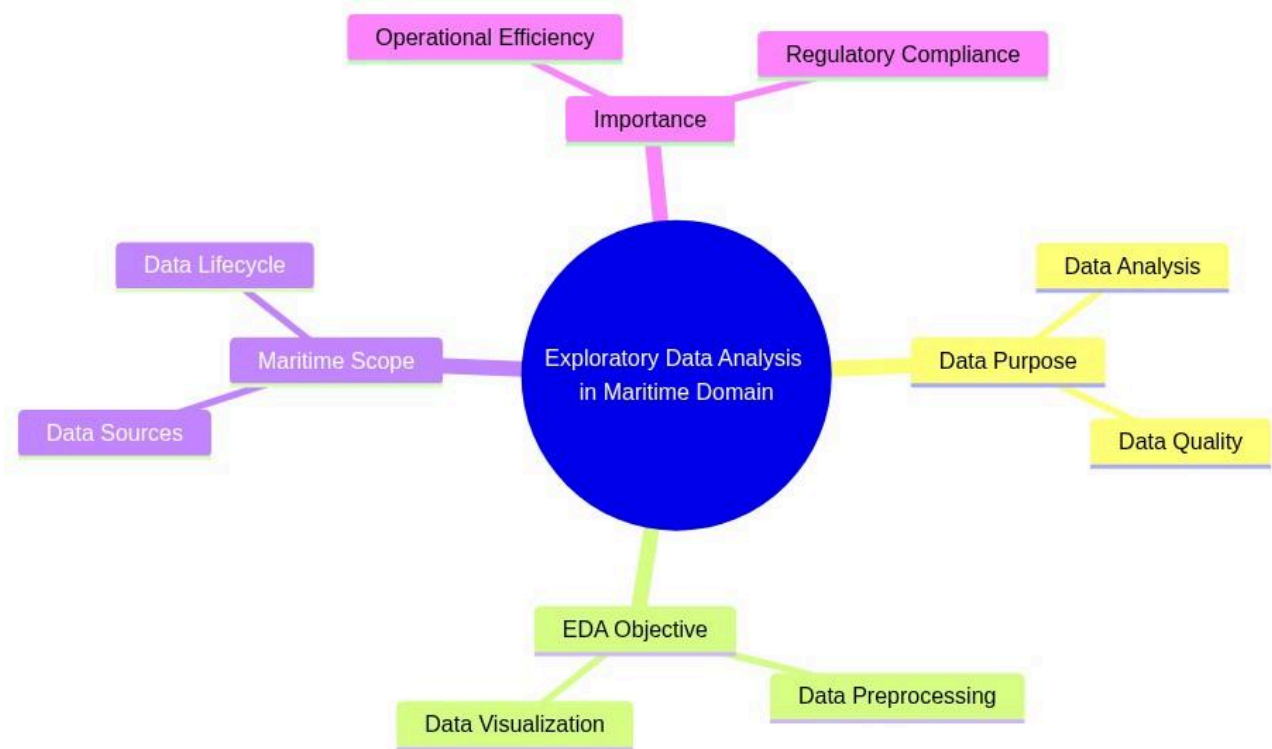 Operational Efficiency
Regulatory Compliance
Importance
Data Lifecycle
Data Analysis
Maritime Scope
Exploratory Data Analysis
in Maritime Domain
Data Purpose
Data Sources
Data Quality
EDA Objective
Data Preprocessing
Data Visualization